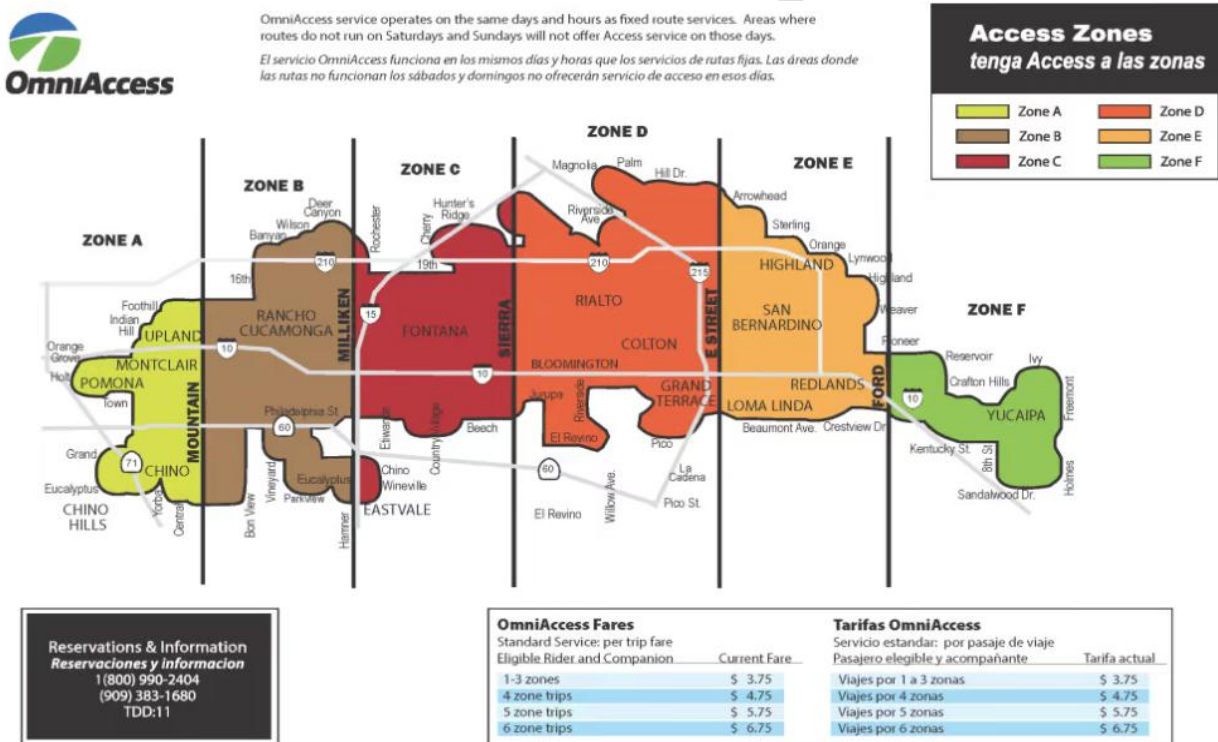 OmniAccess
OmniAccess service operates on the same days and hours as fixed route services. Areas where
routes do not run on Saturdays and Sundays will not offer Access service on those days.
El servicio OmniAccess funciona en los mismos días y horas que los servicios de rutas fijas. Las áreas donde
las rutas no funcionan los sábados y domingos no ofrecerán servicio de acceso en esos días.
Access Zones
tenga Access a las zonas
Zone A
Zone D
Zone B
Zone E
Zone C
Zone F
ZONE A
ZONE B
ZONE C
ZONE D
ZONE E
ZONE F
Foothill
Indian
Hill
Orange
Grove
Holt
Town
Grand
Eucalyptus
Yorba
Central
UPLAND
MONTCLAIR
POMONA
CHINO
CHINO
HILLS
71
MOUNTAIN
16th
Banyan
Wilson
Deer
Canyon
210
RANCHO
CUCAMONGA
10
Philadelphia St.
60
Bon View
Vineyard
Parkview
Eucalyptus
Hamner
MILLIKEN
Rochester
15
19th
Cherry
Hunter's
Ridge
FONTANA
10
Etiwanda
Country Village
Beech
Chino
Wineville
EASTVALE
SIERRA
Magnolia
Palm
Hill Dr.
Riverside
Ave.
210
215
RIALTO
COLTON
BLOOMINGTON
GRAND
TERRACE
Jurupa
Riverside
El Revino
Pico
60
El Revino
Willow Ave.
La
Cadena
Pico St.
E STREET
Arrowhead
Sterling
Orange
Lynwood
Highland
Weaver
Pioneer
HIGHLAND
SAN
BERNARDINO
REDLANDS
LOMA LINDA
Beaumont Ave.
Crestview Dr
FORD
Reservoir
Crafton Hills
Ivy
Freemont
10
YUCAIPA
Kentucky St.
8th St
Sandalwood Dr.
Holmes
Reservations & Information
Reservaciones y informacion
1(800) 990-2404
(909) 383-1680
TDD:11
OmniAccess Fares
Standard Service: per trip fare
Eligible Rider and Companion Current Fare
1-3 zones $ 3.75
4 zone trips $ 4.75
5 zone trips $ 5.75
6 zone trips $ 6.75
Tarifas OmniAccess
Servicio estandar: por pasaje de viaje
Pasajero elegible y acompañante Tarifa actual
Viajes por 1 a 3 zonas $ 3.75
Viajes por 4 zonas $ 4.75
Viajes por 5 zonas $ 5.75
Viajes por 6 zonas $ 6.75